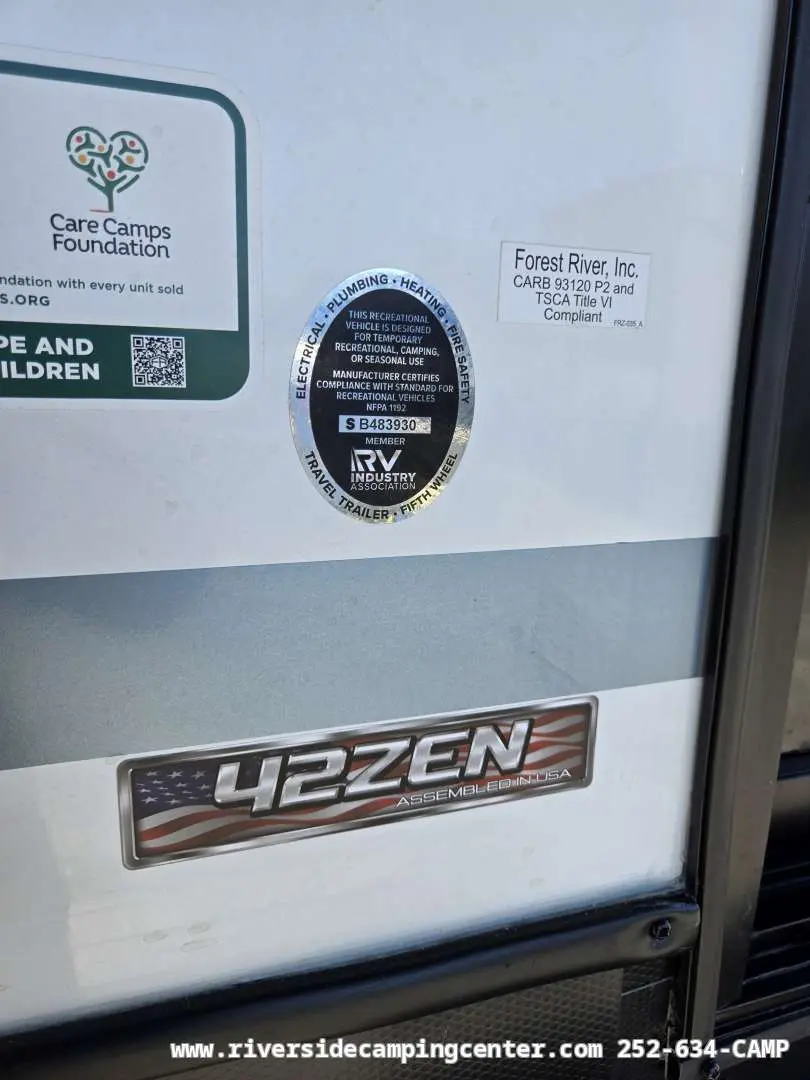 Care Camps
Foundation
ndation with every unit sold
S.ORG
PE AND
ILDREN
ELECTRICAL • PLUMBING • HEATING • FIRE SAFETY
THIS RECREATIONAL
VEHICLE IS DESIGNED
FOR TEMPORARY
RECREATIONAL, CAMPING,
OR SEASONAL USE
MANUFACTURER CERTIFIES
COMPLIANCE WITH STANDARD FOR
RECREATIONAL VEHICLES
NFPA 1192
S B483930
MEMBER
RV
INDUSTRY
ASSOCIATION
TRAVEL TRAILER • FIFTH WHEEL
Forest River, Inc.
CARB 93120 P2 and
TSCA Title VI
Compliant
FRZ-035_A
42ZEN
ASSEMBLED IN USA
www.riversidecampingcenter.com 252-634-CAMP